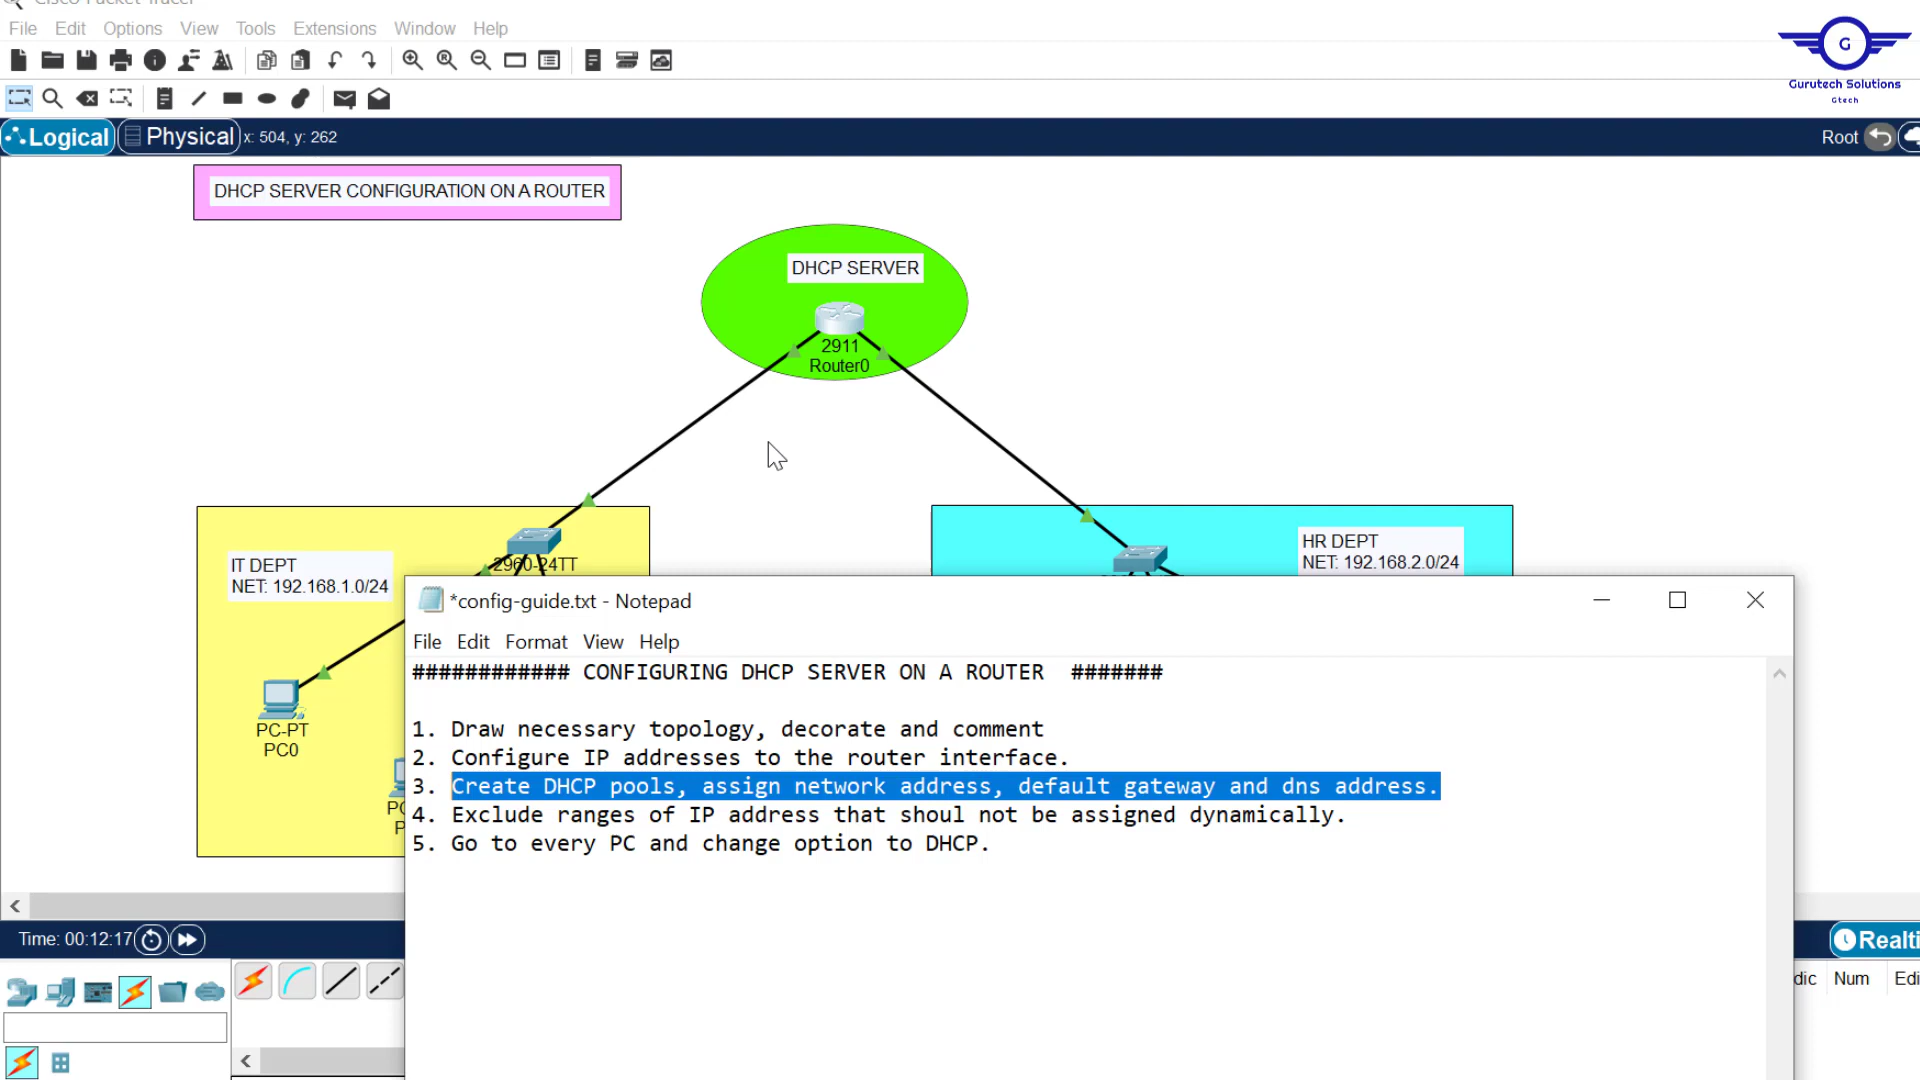 File Edit Options View Tools Extensions Window Help
G
Gurutech Solutions
Gtech
Logical Physical x: 504, y: 262 Root
DHCP SERVER CONFIGURATION ON A ROUTER
DHCP SERVER
2911
Router0
IT DEPT
NET: 192.168.1.0/24
2960-24TT
HR DEPT
NET: 192.168.2.0/24
PC-PT
PC0
*config-guide.txt - Notepad
File Edit Format View Help
############ CONFIGURING DHCP SERVER ON A ROUTER #######
1. Draw necessary topology, decorate and comment
2. Configure IP addresses to the router interface.
3. Create DHCP pools, assign network address, default gateway and dns address.
4. Exclude ranges of IP address that shoul not be assigned dynamically.
5. Go to every PC and change option to DHCP.
Time: 00:12:17
Realti
dic Num Edi